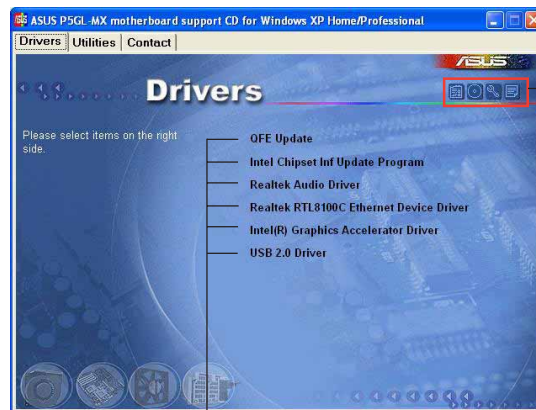 ASUS P5GL-MX motherboard support CD for Windows XP Home/Professional
Drivers Utilities Contact
ASUS
Drivers
Please select items on the right
side.
QFE Update
Intel Chipset Inf Update Program
Realtek Audio Driver
Realtek RTL8100C Ethernet Device Driver
Intel(R) Graphics Accelerator Driver
USB 2.0 Driver